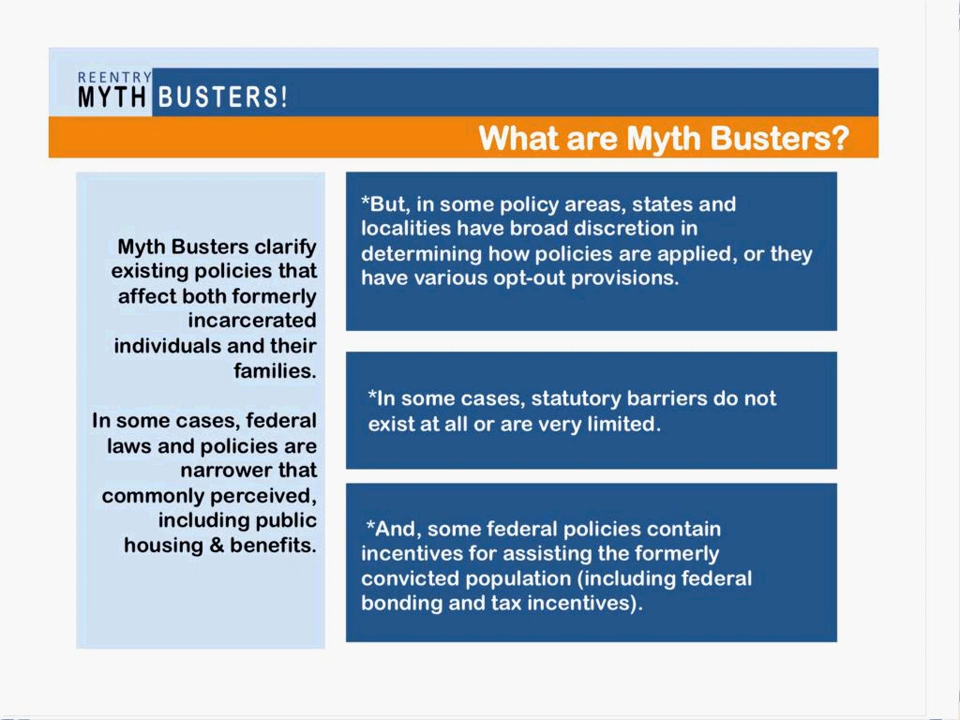 REENTRY
MYTH BUSTERS!
What are Myth Busters?
Myth Busters clarify
existing policies that
affect both formerly
incarcerated
individuals and their
families.
In some cases, federal
laws and policies are
narrower that
commonly perceived,
including public
housing & benefits.
*But, in some policy areas, states and
localities have broad discretion in
determining how policies are applied, or they
have various opt-out provisions.
*In some cases, statutory barriers do not
exist at all or are very limited.
*And, some federal policies contain
incentives for assisting the formerly
convicted population (including federal
bonding and tax incentives).